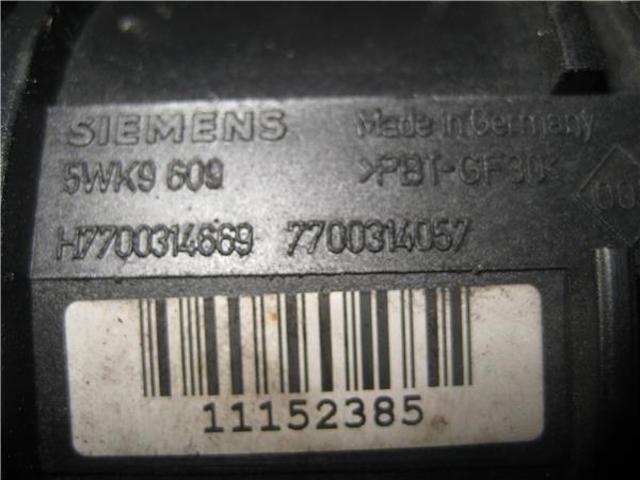 SIEMENS Made in Germany
5WK9 609 >PBT-GF30<
H7700314669 7700314057
11152385